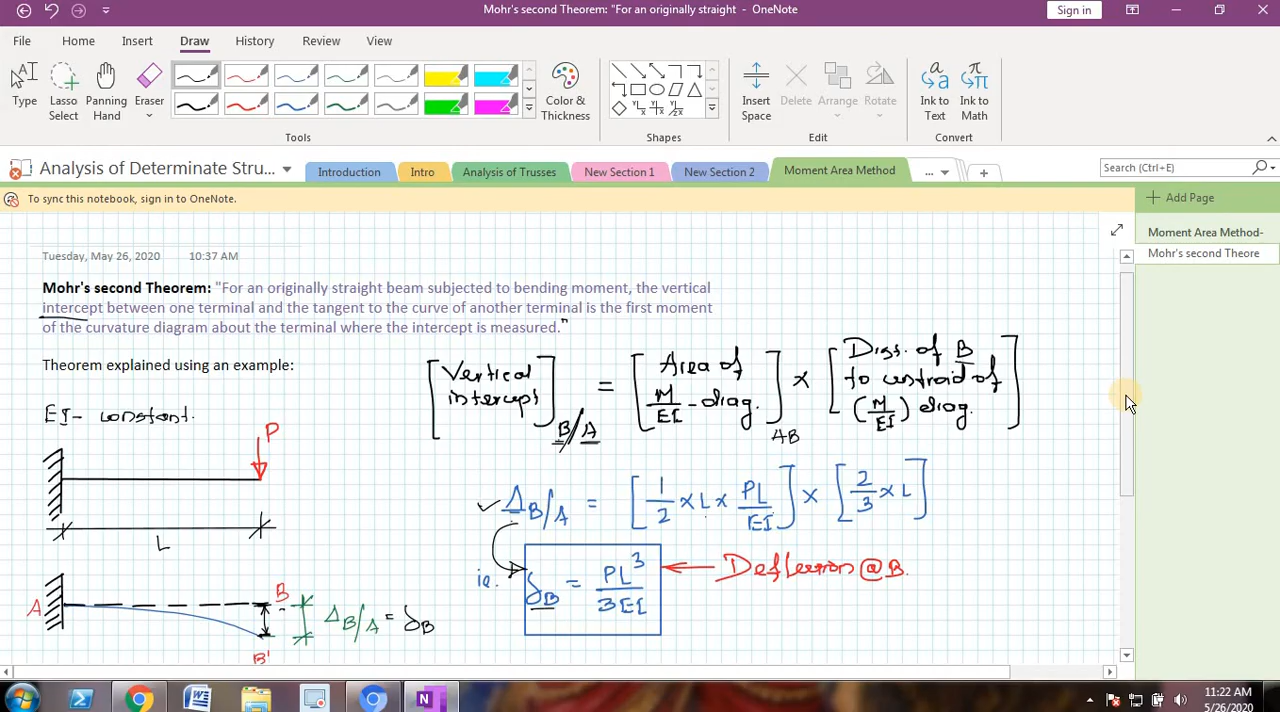 Mohr's second Theorem: "For an originally straight - OneNote
Sign in
File Home Insert Draw History Review View
Type
Lasso Select
Panning Hand
Eraser
Color & Thickness
Insert Space
Delete
Arrange
Rotate
Ink to Text
Ink to Math
Tools
Shapes
Edit
Convert
Analysis of Determinate Stru...
Introduction
Intro
Analysis of Trusses
New Section 1
New Section 2
Moment Area Method
...
Search (Ctrl+E)
To sync this notebook, sign in to OneNote.
Add Page
Moment Area Method-
Mohr's second Theore
Tuesday, May 26, 2020 10:37 AM
Mohr's second Theorem: "For an originally straight beam subjected to bending moment, the vertical
intercept between one terminal and the tangent to the curve of another terminal is the first moment
of the curvature diagram about the terminal where the intercept is measured."
Theorem explained using an example:
EI - constant.
P
L
A
B
B'
Δ B/A = δB
[Vertical intercept] B/A = [Area of M/EI - diag.] AB × [Dist. of B to centroid of (M/EI) diag.]
Δ B/A = [1/2 × L × PL/EI] × [2/3 × L]
ie. δB = PL³/3EI
Deflection @ B.
11:22 AM
5/26/2020